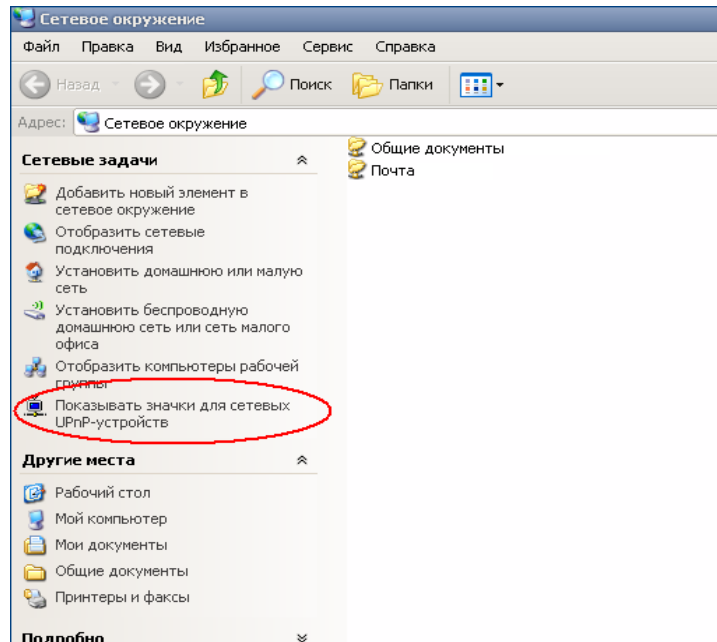 Сетевое окружение
Файл Правка Вид Избранное Сервис Справка
Назад Поиск Папки
Адрес: Сетевое окружение
Сетевые задачи
Добавить новый элемент в
сетевое окружение
Отобразить сетевые
подключения
Установить домашнюю или малую
сеть
Установить беспроводную
домашнюю сеть или сеть малого
офиса
Отобразить компьютеры рабочей
группы
Показывать значки для сетевых
UPnP-устройств
Другие места
Рабочий стол
Мой компьютер
Мои документы
Общие документы
Принтеры и факсы
Подробно
Общие документы
Почта